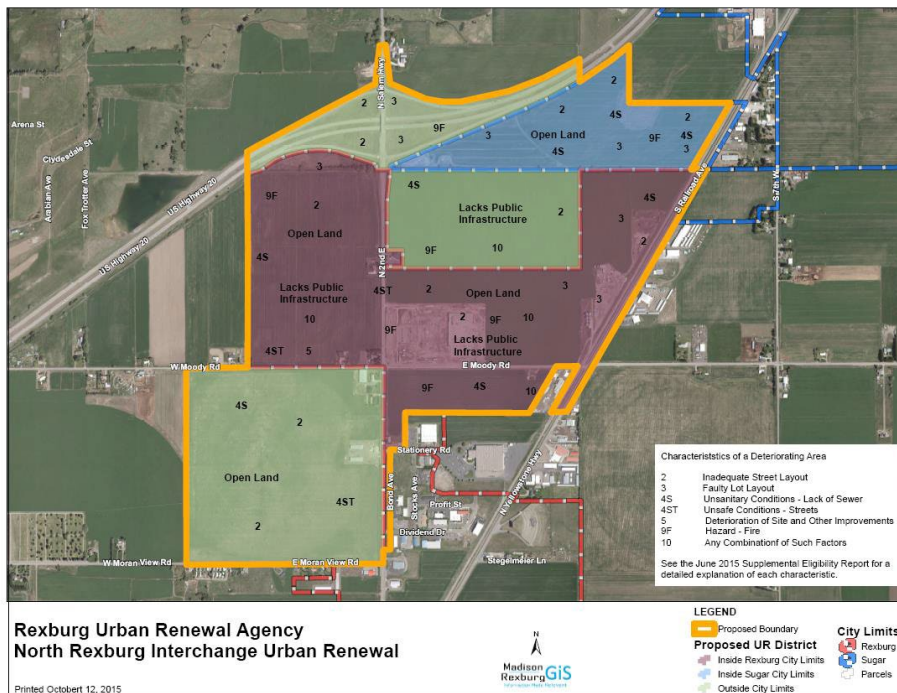 Arena St
Clydesdale St
Arabian Ave
Fox Trotter Ave
US Highway 20
US Highway 20
N Salem Hwy
2
3
2
3
9F
3
2
Open Land
4S
4S
2
9F
4S
3
3
S Railroad Ave
S 7th W
3
9F
2
Open Land
4S
Lacks Public
Infrastructure
10
4ST
5
4S
Lacks Public
Infrastructure
2
9F
10
N 2nd E
4S
3
2
4ST
2
Open Land
3
3
9F
2
9F
10
Lacks Public
Infrastructure
W Moody Rd
E Moody Rd
9F
4S
10
4S
2
Open Land
4ST
2
Stationery Rd
Bond Ave
Stocks Ave
Profit St
Dividend Dr
N Yellowstone Hwy
Stegelmeier Ln
W Moran View Rd
E Moran View Rd
Characteriststics of a Deteriorating Area
2 Inadequate Street Layout
3 Faulty Lot Layout
4S Unsanitary Conditions - Lack of Sewer
4ST Unsafe Conditions - Streets
5 Deterioration of Site and Other Improvements
9F Hazard - Fire
10 Any Combinatiof of Such Factors
See the June 2015 Supplemental Eligibility Report for a
detailed explanation of each characteristic.
Rexburg Urban Renewal Agency
North Rexburg Interchange Urban Renewal
Printed Octobert 12, 2015
N
Madison
Rexburg GiS
LEGEND
Proposed Boundary
Proposed UR District
Inside Rexburg City Limits
Inside Sugar City Limits
Outside City Limits
City Limits
Rexburg
Sugar
Parcels